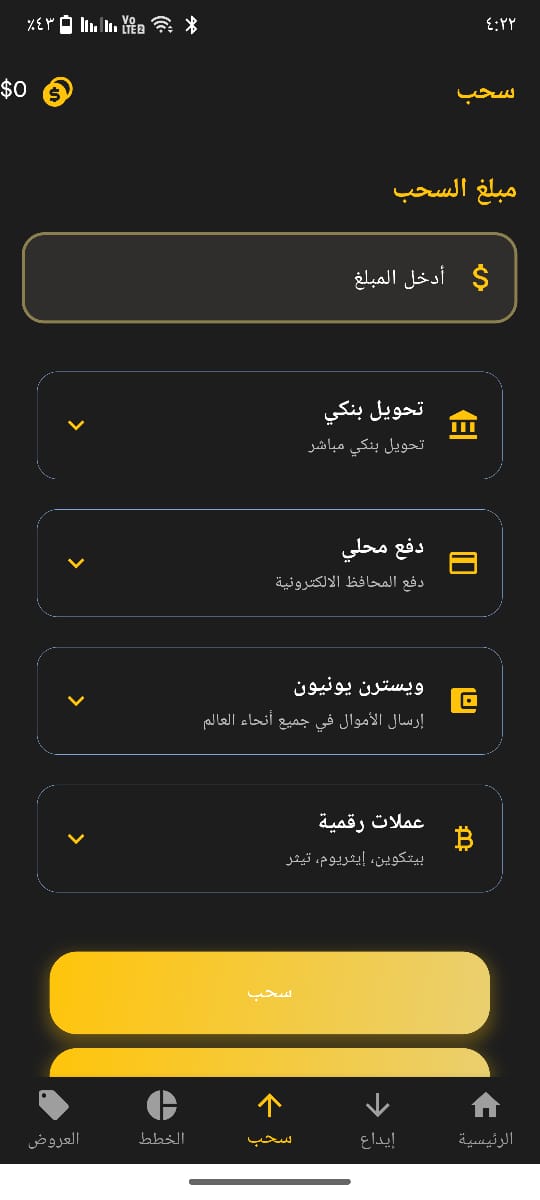 ٤:٢٢
٪٤٣
Vo LTE2
سحب
$0
مبلغ السحب
أدخل المبلغ
تحويل بنكي
تحويل بنكي مباشر
دفع محلي
دفع المحافظ الالكترونية
ويسترن يونيون
إرسال الأموال في جميع أنحاء العالم
عملات رقمية
بيتكوين، إيثريوم، تيثر
سحب
الرئيسية
إيداع
سحب
الخطط
العروض